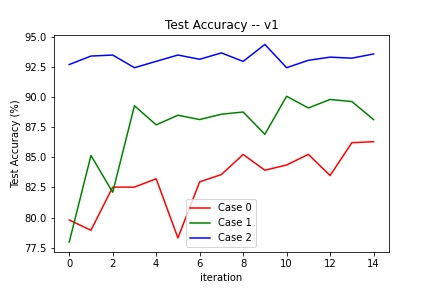 Test Accuracy -- v1
Test Accuracy (%)
95.0
92.5
90.0
87.5
85.0
82.5
80.0
77.5
Case 0
Case 1
Case 2
0 2 4 6 8 10 12 14
iteration